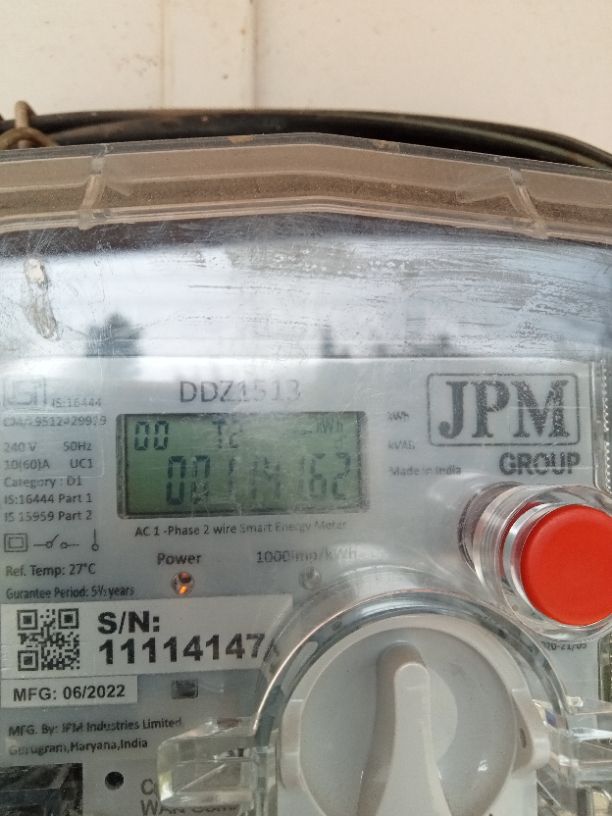 ISI IS:16444
DDZ1513
240 V 50Hz
10(60)A UC1
Category : D1
IS:16444 Part 1
IS 15959 Part 2
Ref. Temp: 27°C
Gurantee Period: 5½ years
00 T2 kWh
kWh
kVAh
Made in India
JPM
GROUP
AC 1 -Phase 2 wire Smart Energy Meter
Power 1000imp/kWh
S/N:
11114147
MFG: 06/2022
MFG. By: JPM Industries Limited
Gurugram,Haryana,India